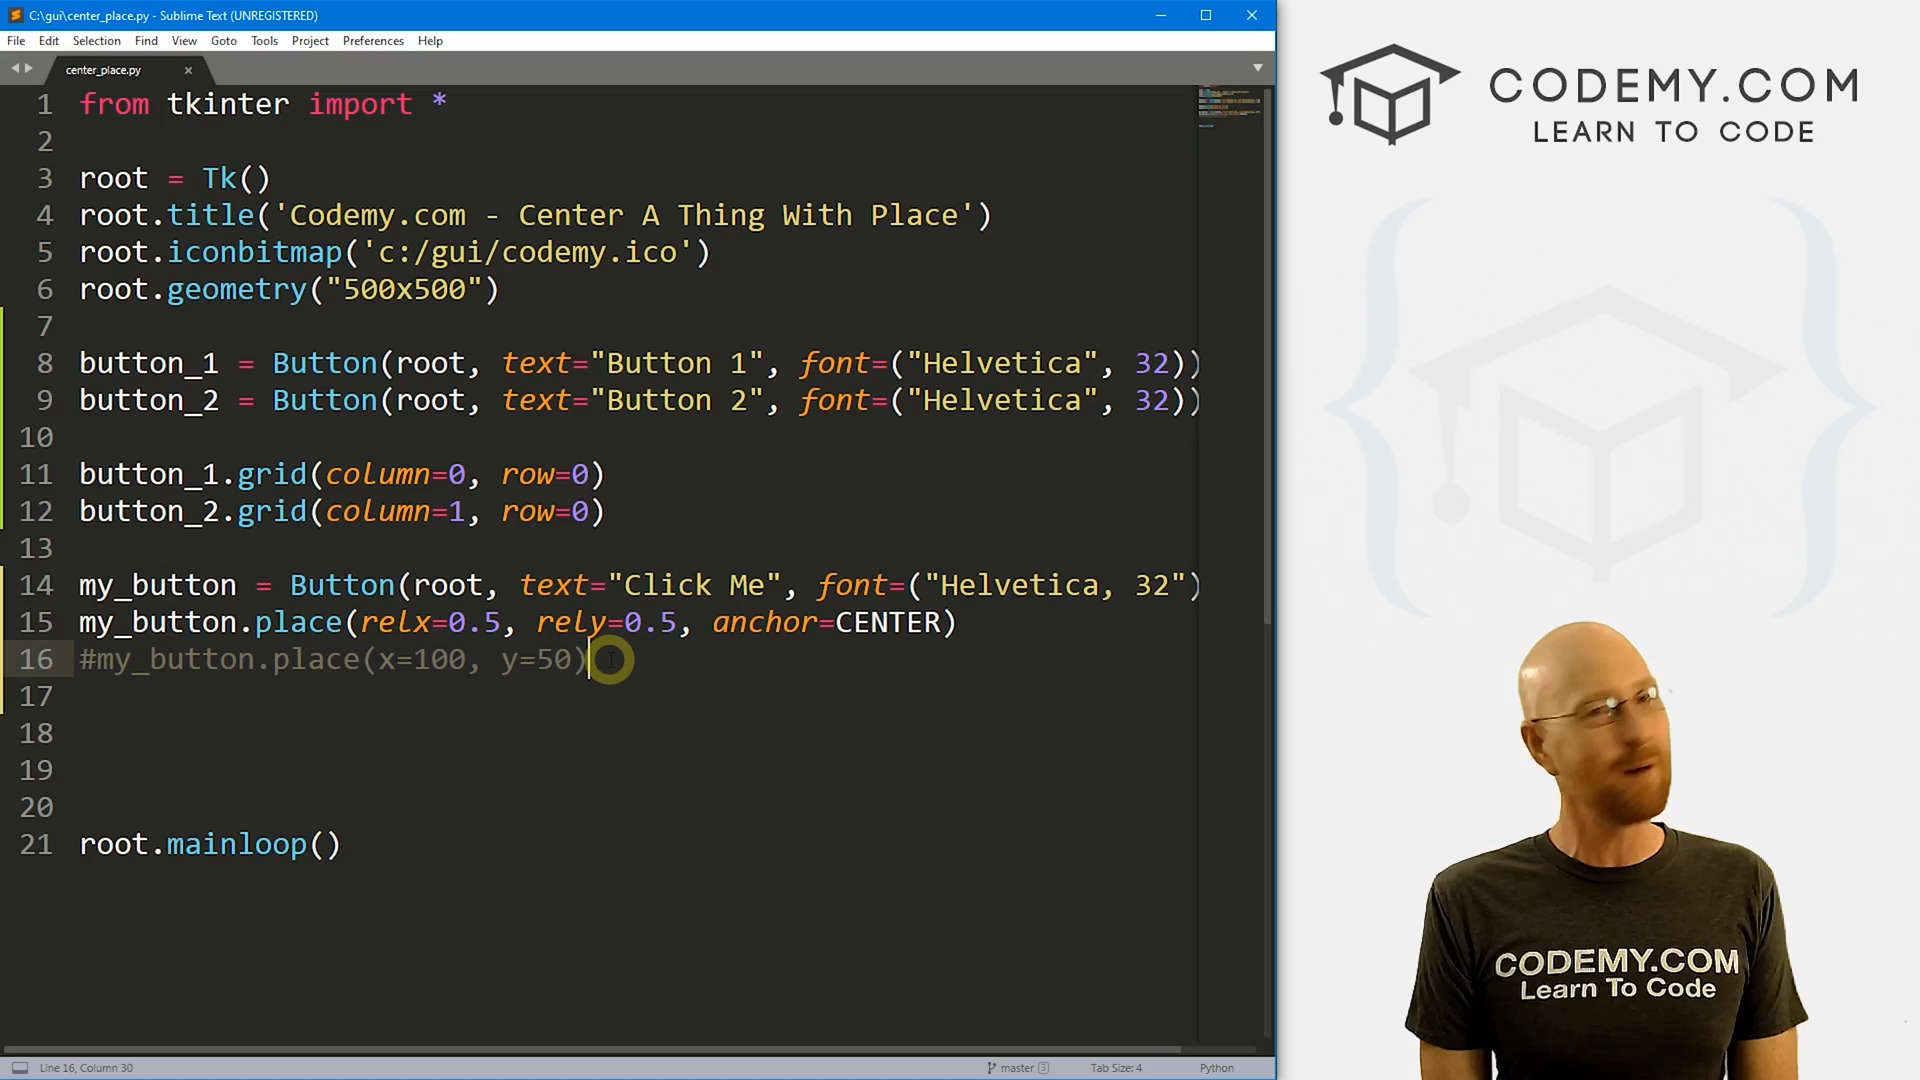 C:\gui\center_place.py - Sublime Text (UNREGISTERED)
File Edit Selection Find View Goto Tools Project Preferences Help
center_place.py
1 from tkinter import *
2
3 root = Tk()
4 root.title('Codemy.com - Center A Thing With Place')
5 root.iconbitmap('c:/gui/codemy.ico')
6 root.geometry("500x500")
7
8 button_1 = Button(root, text="Button 1", font=("Helvetica", 32))
9 button_2 = Button(root, text="Button 2", font=("Helvetica", 32))
10
11 button_1.grid(column=0, row=0)
12 button_2.grid(column=1, row=0)
13
14 my_button = Button(root, text="Click Me", font=("Helvetica, 32")
15 my_button.place(relx=0.5, rely=0.5, anchor=CENTER)
16 #my_button.place(x=100, y=50)
17
18
19
20
21 root.mainloop()
Line 16, Column 30
master 3
Tab Size: 4
Python
CODEMY.COM
LEARN TO CODE
CODEMY.COM
Learn To Code